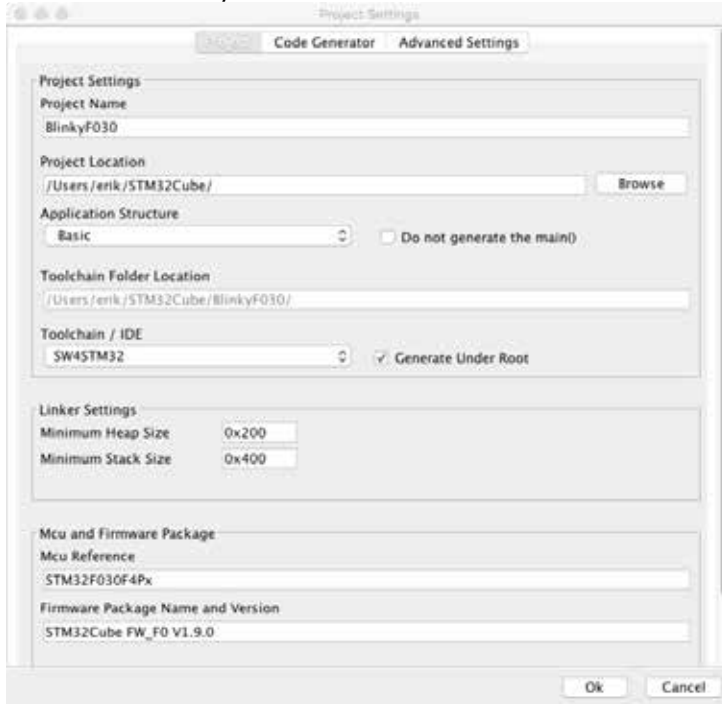 Project Settings
Project Code Generator Advanced Settings
Project Settings
Project Name
BlinkyF030
Project Location
/Users/erik/STM32Cube/ Browse
Application Structure
Basic Do not generate the main()
Toolchain Folder Location
/Users/erik/STM32Cube/BlinkyF030/
Toolchain / IDE
SW4STM32 Generate Under Root
Linker Settings
Minimum Heap Size 0x200
Minimum Stack Size 0x400
Mcu and Firmware Package
Mcu Reference
STM32F030F4Px
Firmware Package Name and Version
STM32Cube FW_F0 V1.9.0
Ok Cancel